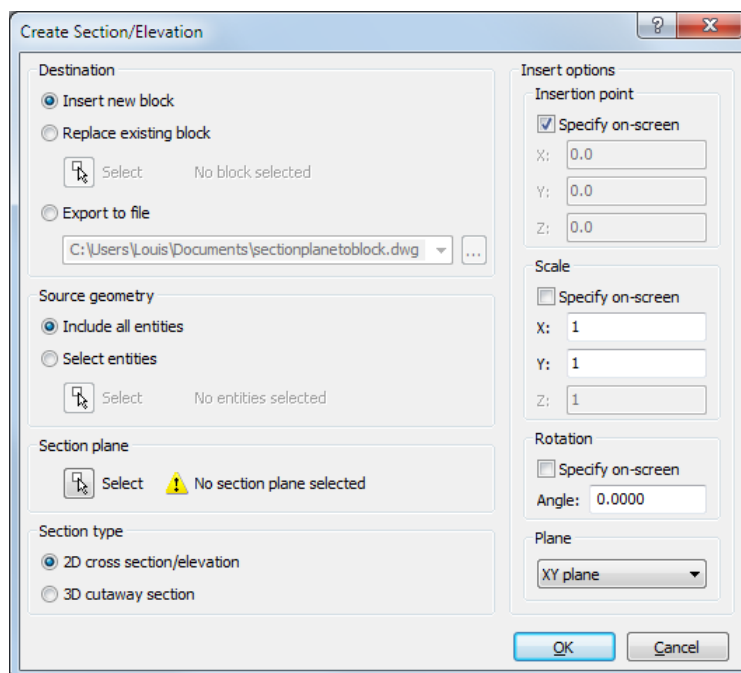 Create Section/Elevation
Destination
Insert new block
Replace existing block
Select No block selected
Export to file
C:\Users\Louis\Documents\sectionplanetoblock.dwg ...
Source geometry
Include all entities
Select entities
Select No entities selected
Section plane
Select No section plane selected
Section type
2D cross section/elevation
3D cutaway section
Insert options
Insertion point
Specify on-screen
X: 0.0
Y: 0.0
Z: 0.0
Scale
Specify on-screen
X: 1
Y: 1
Z: 1
Rotation
Specify on-screen
Angle: 0.0000
Plane
XY plane
OK Cancel